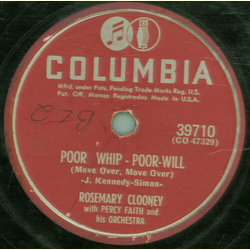 COLUMBIA
Mfrd. under Pats. Pending Trade Marks Reg. U.S.
Pat. Off. Marcas Registradas Made in U.S.A.
39710
(CO 47329)
POOR WHIP - POOR-WILL
(Move Over, Move Over)
-J. Kennedy-Simon-
ROSEMARY CLOONEY
with PERCY FAITH and
his ORCHESTRA